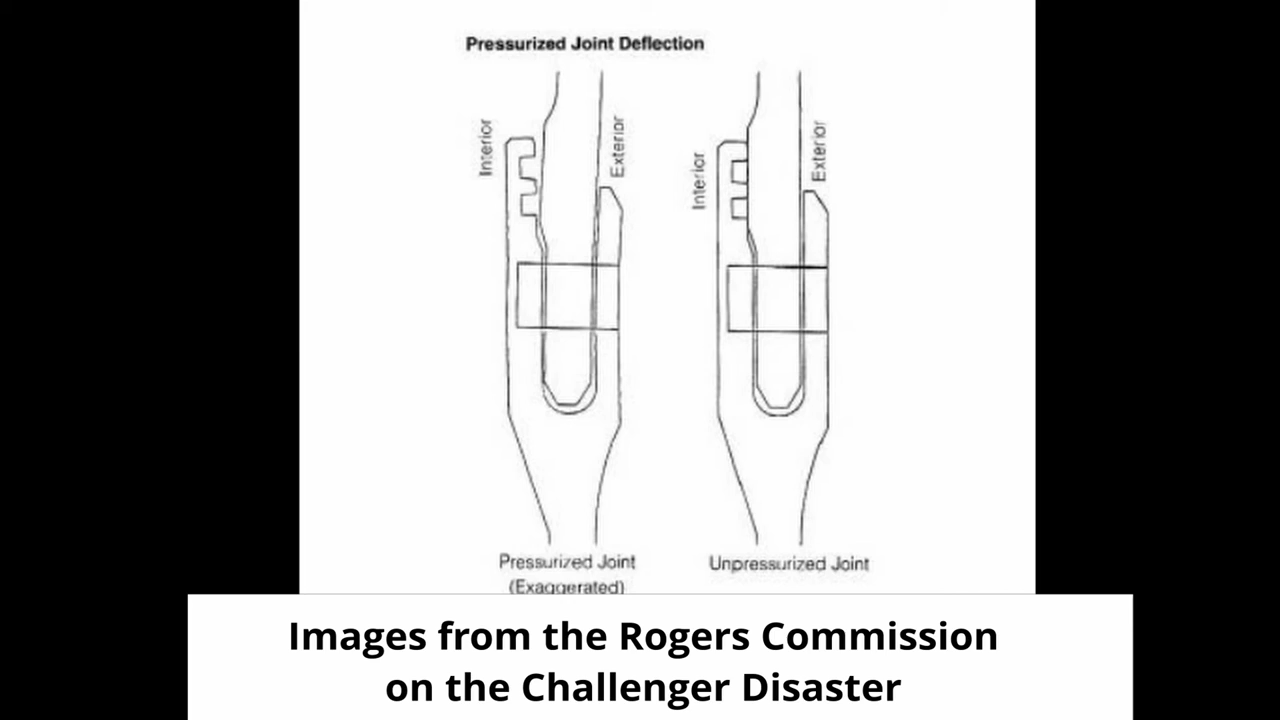 Pressurized Joint Deflection
Interior
Exterior
Interior
Exterior
Pressurized Joint
(Exaggerated)
Unpressurized Joint
Images from the Rogers Commission
on the Challenger Disaster